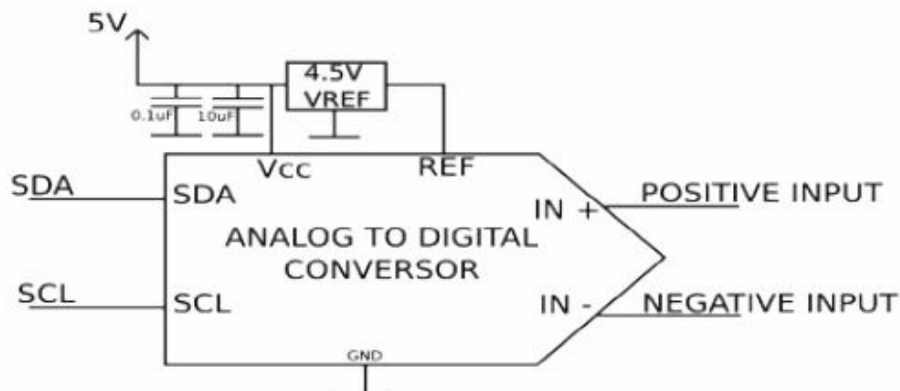 5V
4.5V
VREF
0.1uF
10uF
Vcc
REF
SDA
SDA
IN +
POSITIVE INPUT
ANALOG TO DIGITAL
CONVERSOR
SCL
SCL
IN -
NEGATIVE INPUT
GND